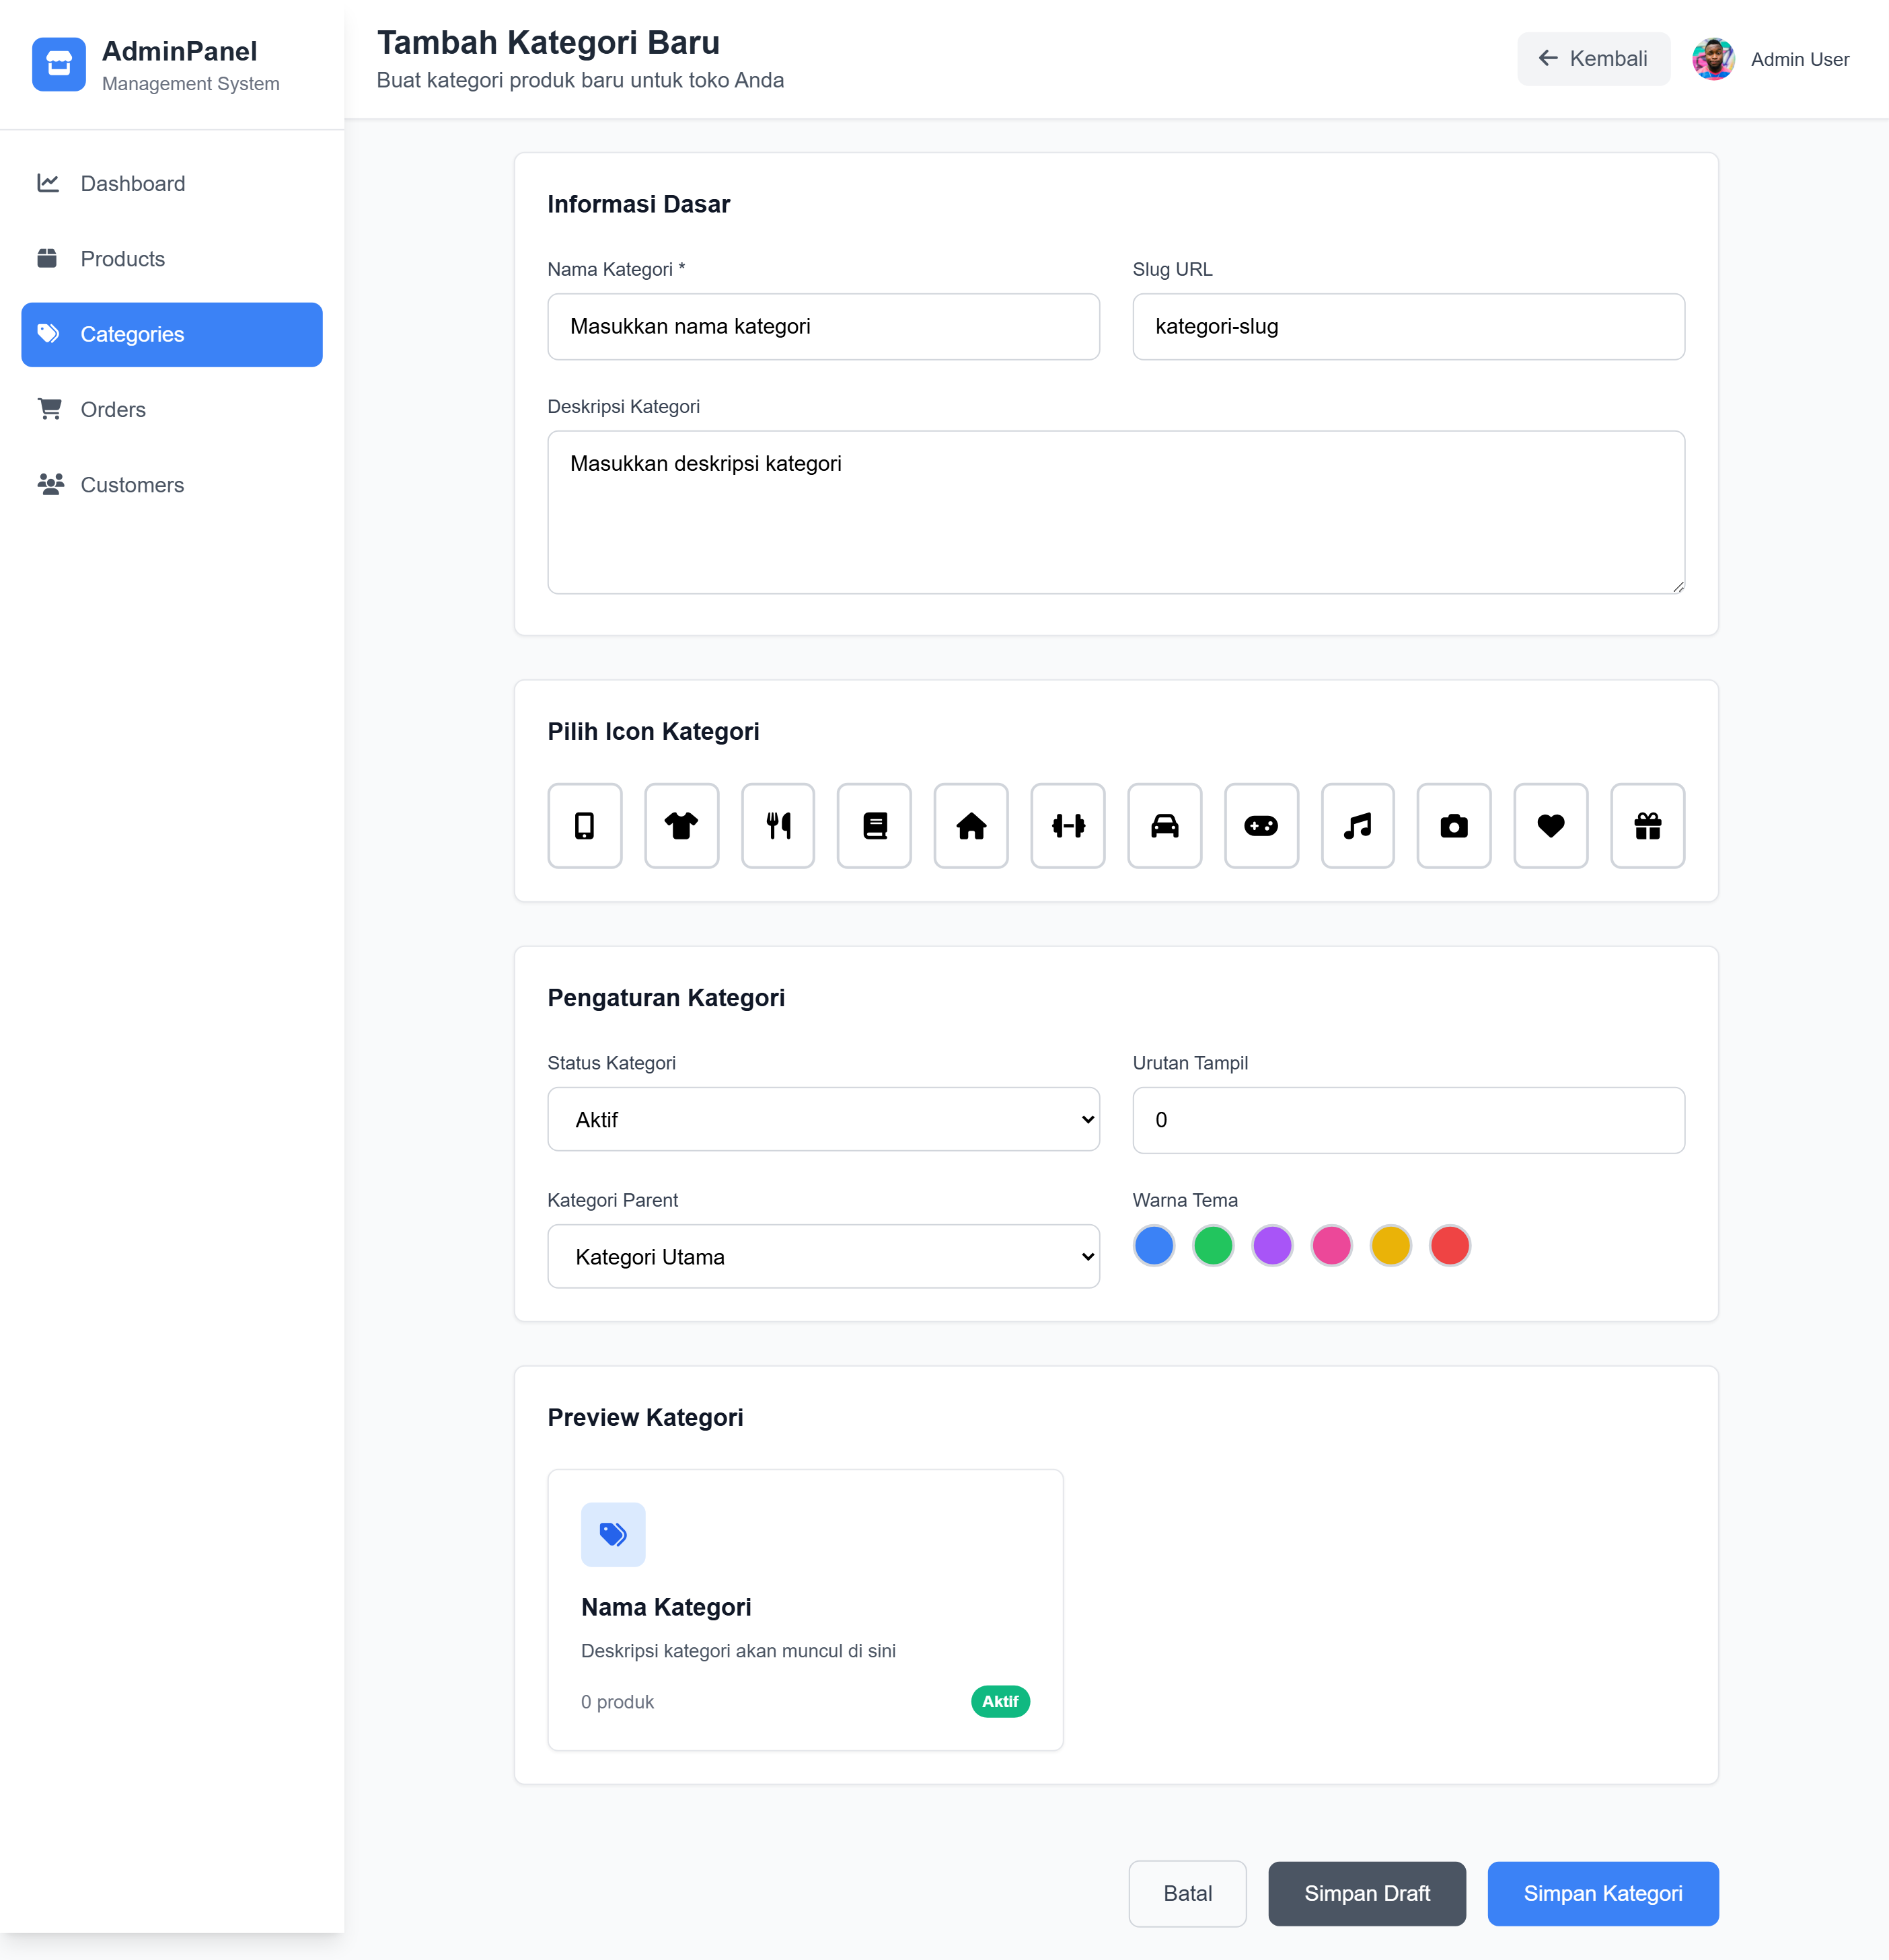 AdminPanel
Management System
Dashboard
Products
Categories
Orders
Customers
Tambah Kategori Baru
Buat kategori produk baru untuk toko Anda
Kembali
Admin User
Informasi Dasar
Nama Kategori *
Slug URL
Masukkan nama kategori
kategori-slug
Deskripsi Kategori
Masukkan deskripsi kategori
Pilih Icon Kategori
Pengaturan Kategori
Status Kategori
Urutan Tampil
Aktif
0
Kategori Parent
Warna Tema
Kategori Utama
Preview Kategori
Nama Kategori
Deskripsi kategori akan muncul di sini
0 produk
Aktif
Batal
Simpan Draft
Simpan Kategori